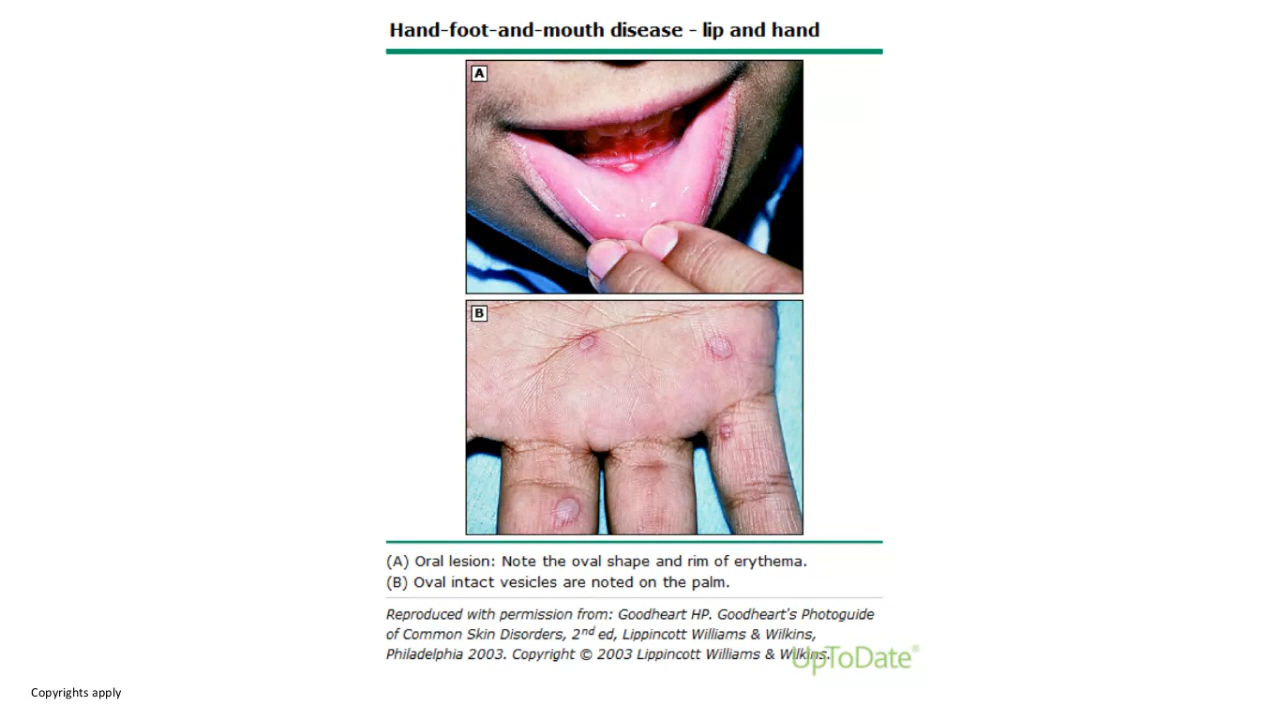 Hand-foot-and-mouth disease - lip and hand
A
B
(A) Oral lesion: Note the oval shape and rim of erythema.
(B) Oval intact vesicles are noted on the palm.
Reproduced with permission from: Goodheart HP. Goodheart's Photoguide
of Common Skin Disorders, 2nd ed, Lippincott Williams & Wilkins,
Philadelphia 2003. Copyright © 2003 Lippincott Williams & Wilkins.
UpToDate®
Copyrights apply